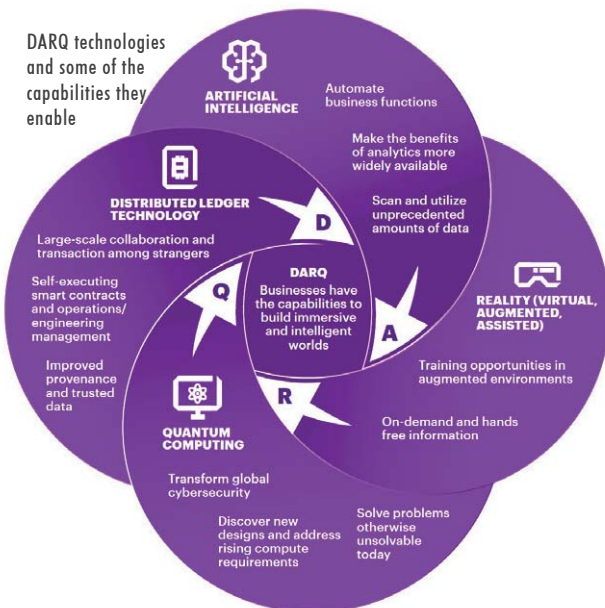 DARQ technologies
and some of the
capabilities they
enable
ARTIFICIAL
INTELLIGENCE
Automate
business functions
Make the benefits
of analytics more
widely available
Scan and utilize
unprecedented
amounts of data
DISTRIBUTED LEDGER
TECHNOLOGY
Large-scale collaboration and
transaction among strangers
Self-executing
smart contracts
and operations/
engineering
management
Improved
provenance
and trusted
data
D
A
R
Q
DARQ
Businesses have
the capabilities to
build immersive
and intelligent
worlds
REALITY (VIRTUAL,
AUGMENTED,
ASSISTED)
Training opportunities in
augmented environments
On-demand and hands
free information
QUANTUM
COMPUTING
Transform global
cybersecurity
Discover new
designs and address
rising compute
requirements
Solve problems
otherwise
unsolvable
today